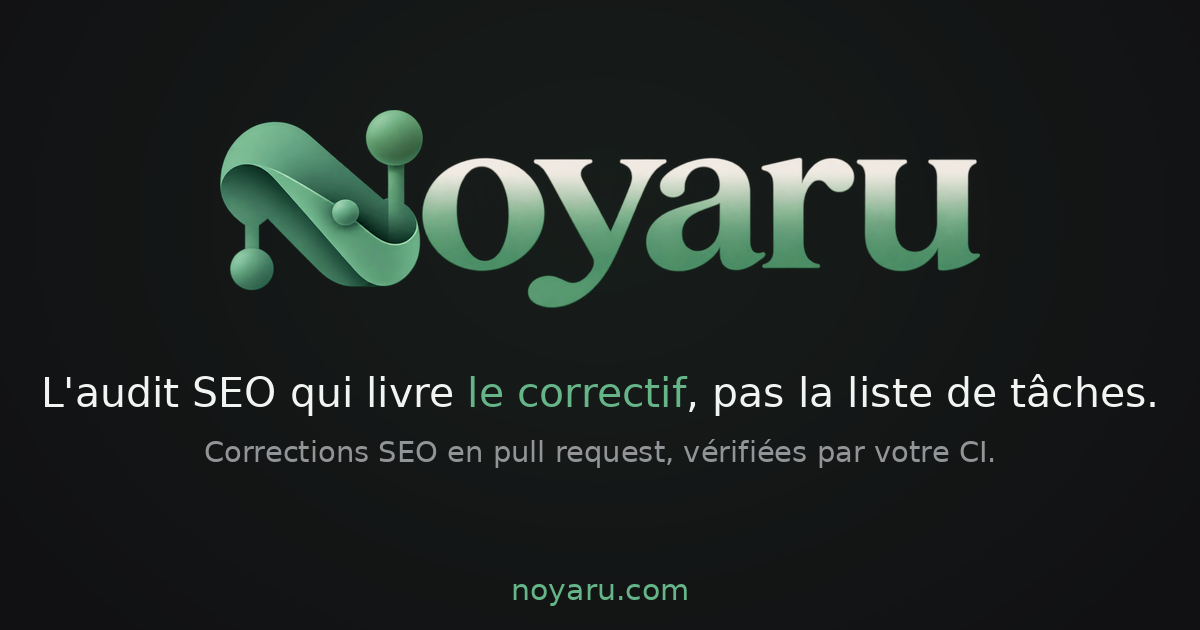 Noyaru
L'audit SEO qui livre le correctif, pas la liste de tâches.
Corrections SEO en pull request, vérifiées par votre CI.
noyaru.com